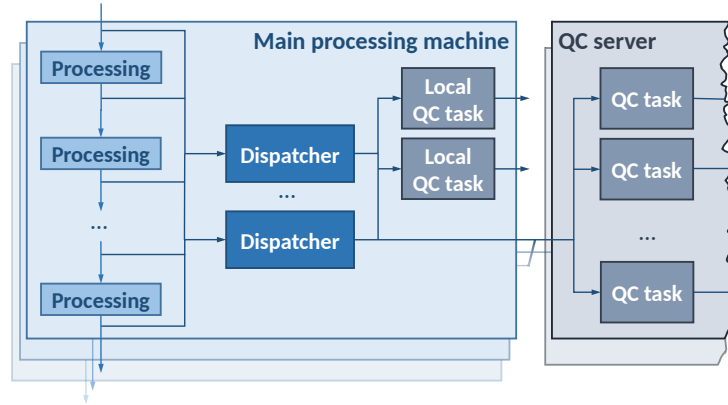 Main processing machine
QC server
Processing
Processing
...
Processing
Dispatcher
...
Dispatcher
Local
QC task
Local
QC task
QC task
QC task
...
QC task